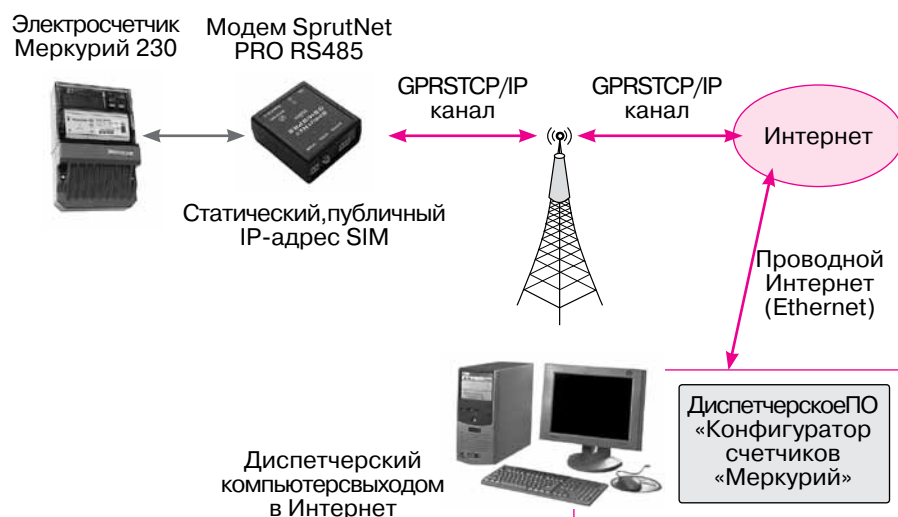 Электросчетчик
Меркурий 230
Модем SprutNet
PRO RS485
GPRSTCP/IP
канал
GPRSTCP/IP
канал
Интернет
Статический,публичный
IP-адрес SIM
Проводной
Интернет
(Ethernet)
ДиспетчерскоеПО
«Конфигуратор
счетчиков
«Меркурий»
Диспетчерский
компьютерсвыходом
в Интернет